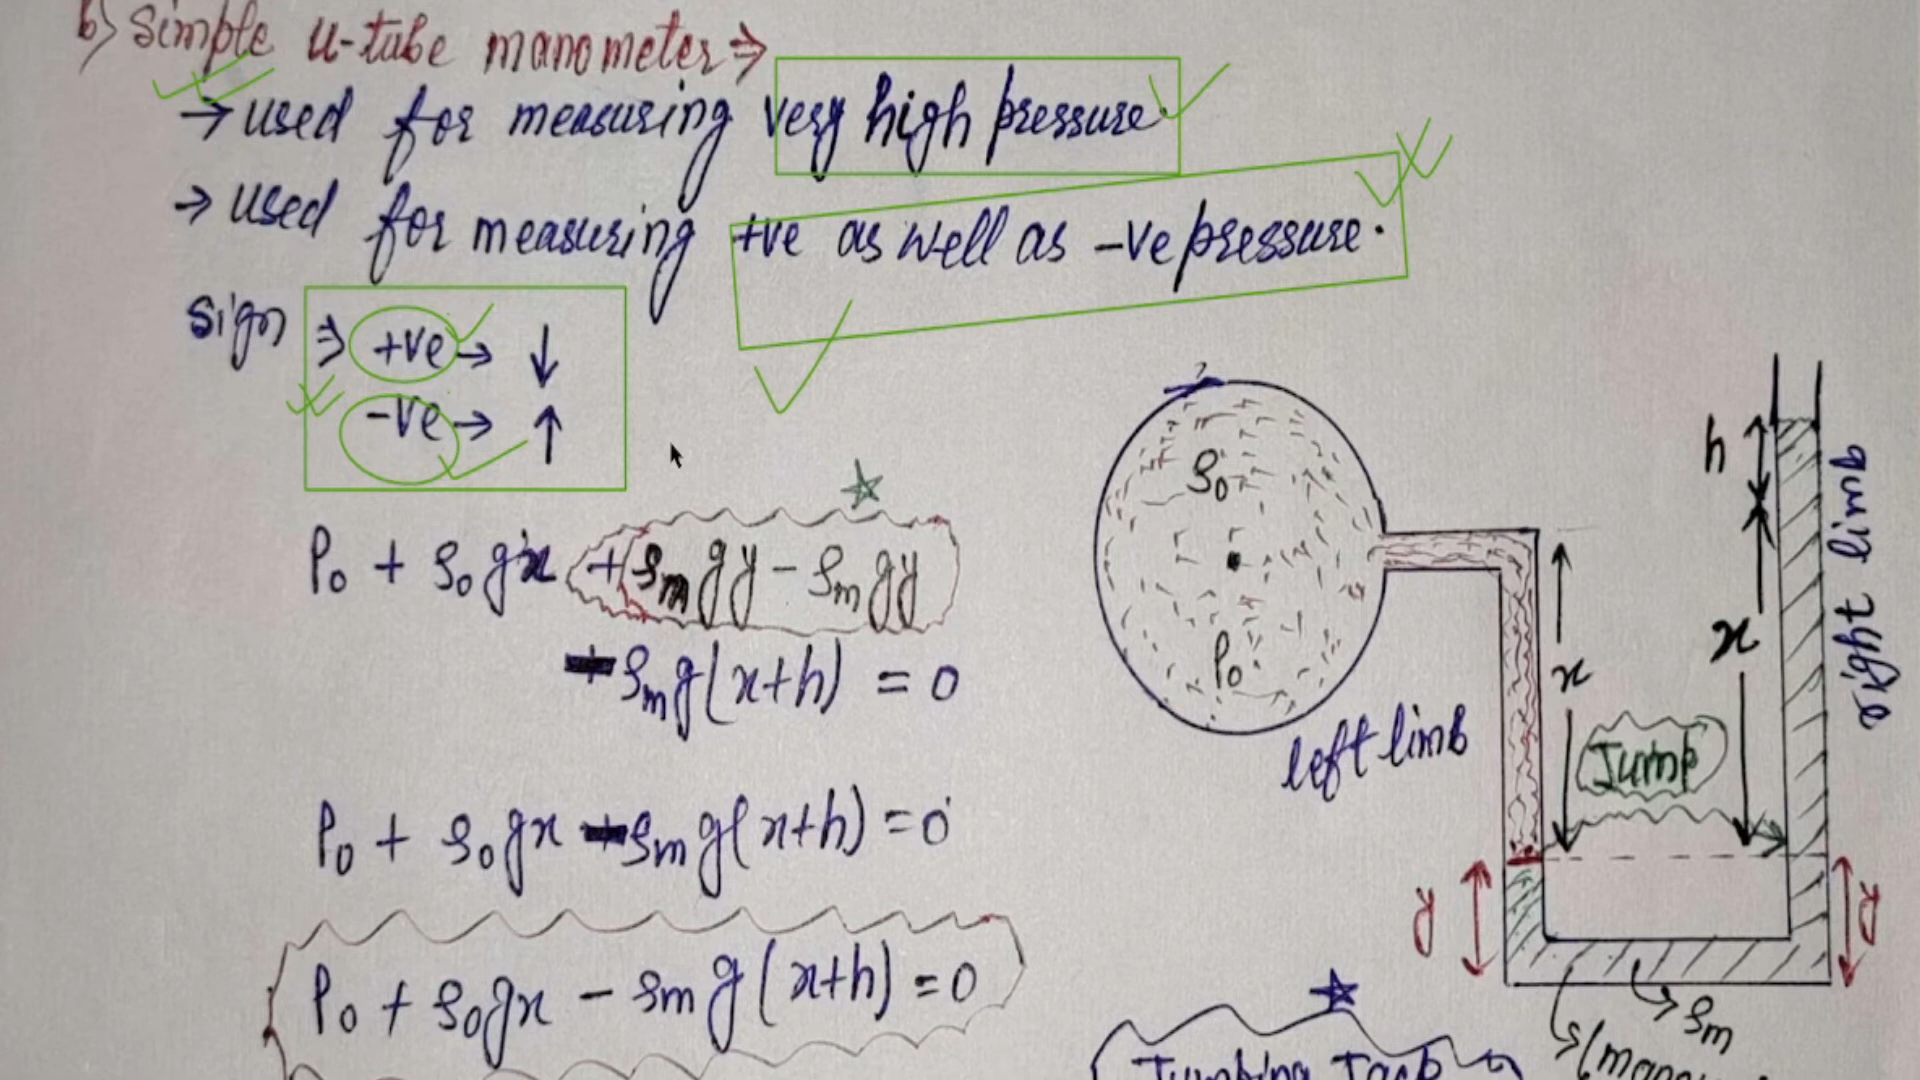 b) Simple u-tube manometer ⇒
→ used for measuring very high pressure.
→ used for measuring +ve as well as -ve pressure.
sign ⇒ +ve → ↓
-ve → ↑
P₀ + ρ₀gx + ρₘgy - ρₘgy
- ρₘg(x+h) = 0
P₀ + ρ₀gx - ρₘg(x+h) = 0
P₀ + ρ₀gx - ρₘg(x+h) = 0
ρ₀
P₀
left limb
h
x
x
right limb
Jump
y
y
ρₘ
Jumping